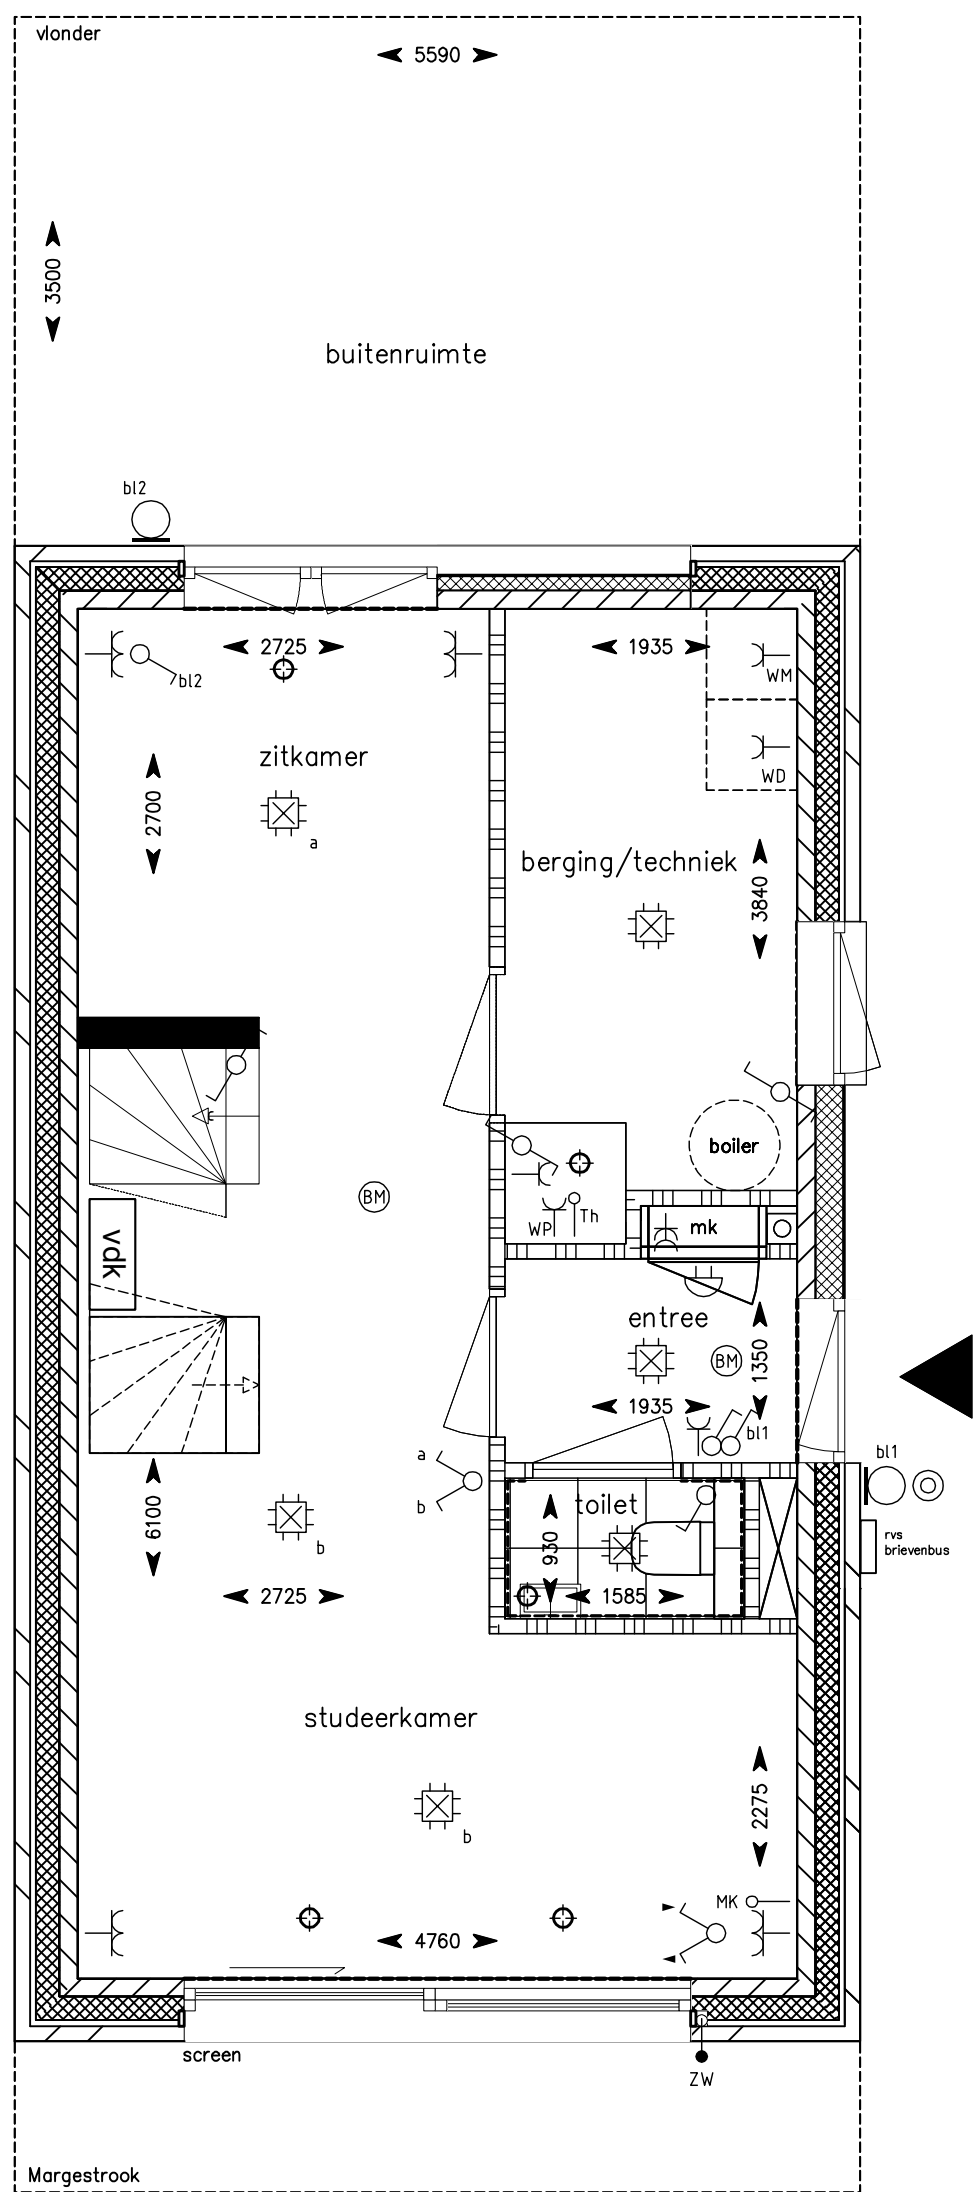 vlonder
5590
3500
buitenruimte
bl2
2725
1935
bl2
WM
zitkamer
WD
2700
a
berging/techniek
3840
boiler
BM
WP
Th
mk
vdk
entree
BM
1350
1935
bl1
a
bl1
b
toilet
6100
930
b
rvs
brievenbus
2725
1585
studeerkamer
2275
b
MK
4760
screen
ZW
Margestrook